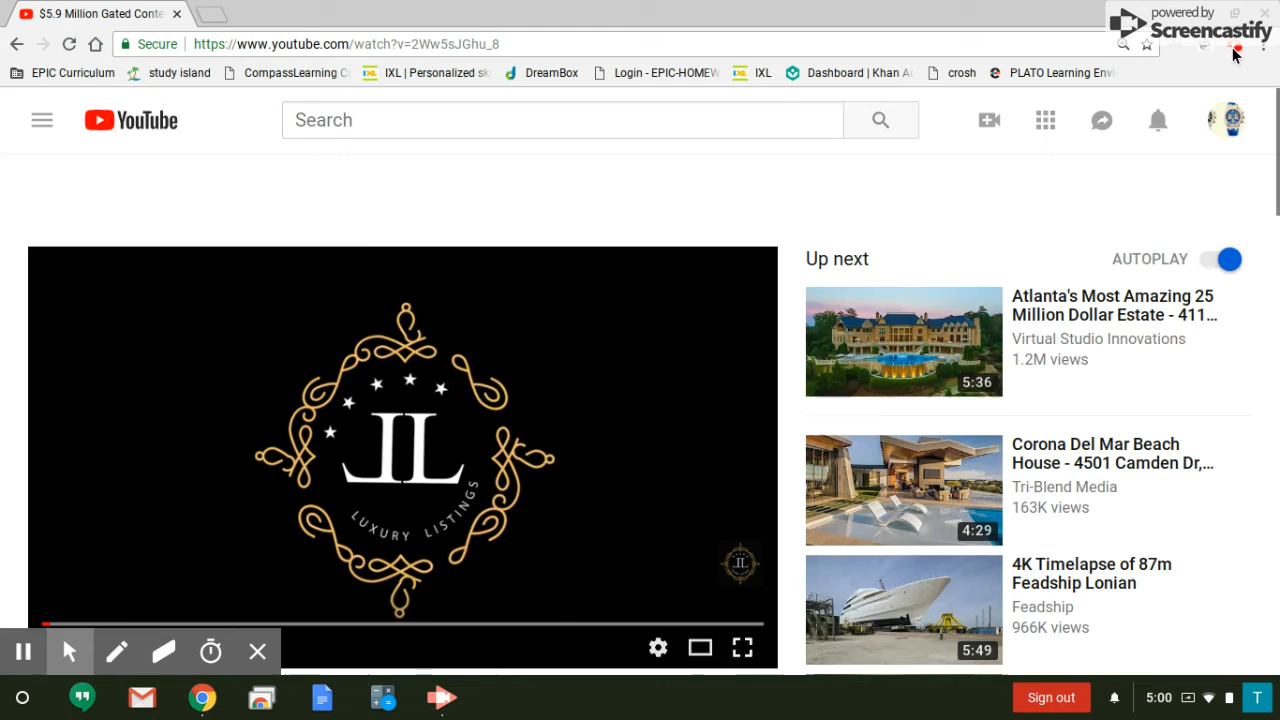 $5.9 Million Gated Conte
powered by
Screencastify
Secure
https://www.youtube.com/watch?v=2Ww5sJGhu_8
EPIC Curriculum
study island
CompassLearning C
IXL | Personalized sk
DreamBox
Login - EPIC-HOMEW
IXL
Dashboard | Khan Ac
crosh
PLATO Learning Envi
YouTube
Search
Up next
AUTOPLAY
Atlanta's Most Amazing 25
Million Dollar Estate - 411...
Virtual Studio Innovations
1.2M views
5:36
LL
LUXURY LISTINGS
Corona Del Mar Beach
House - 4501 Camden Dr,...
Tri-Blend Media
163K views
4:29
4K Timelapse of 87m
Feadship Lonian
Feadship
966K views
5:49
Sign out
5:00
T